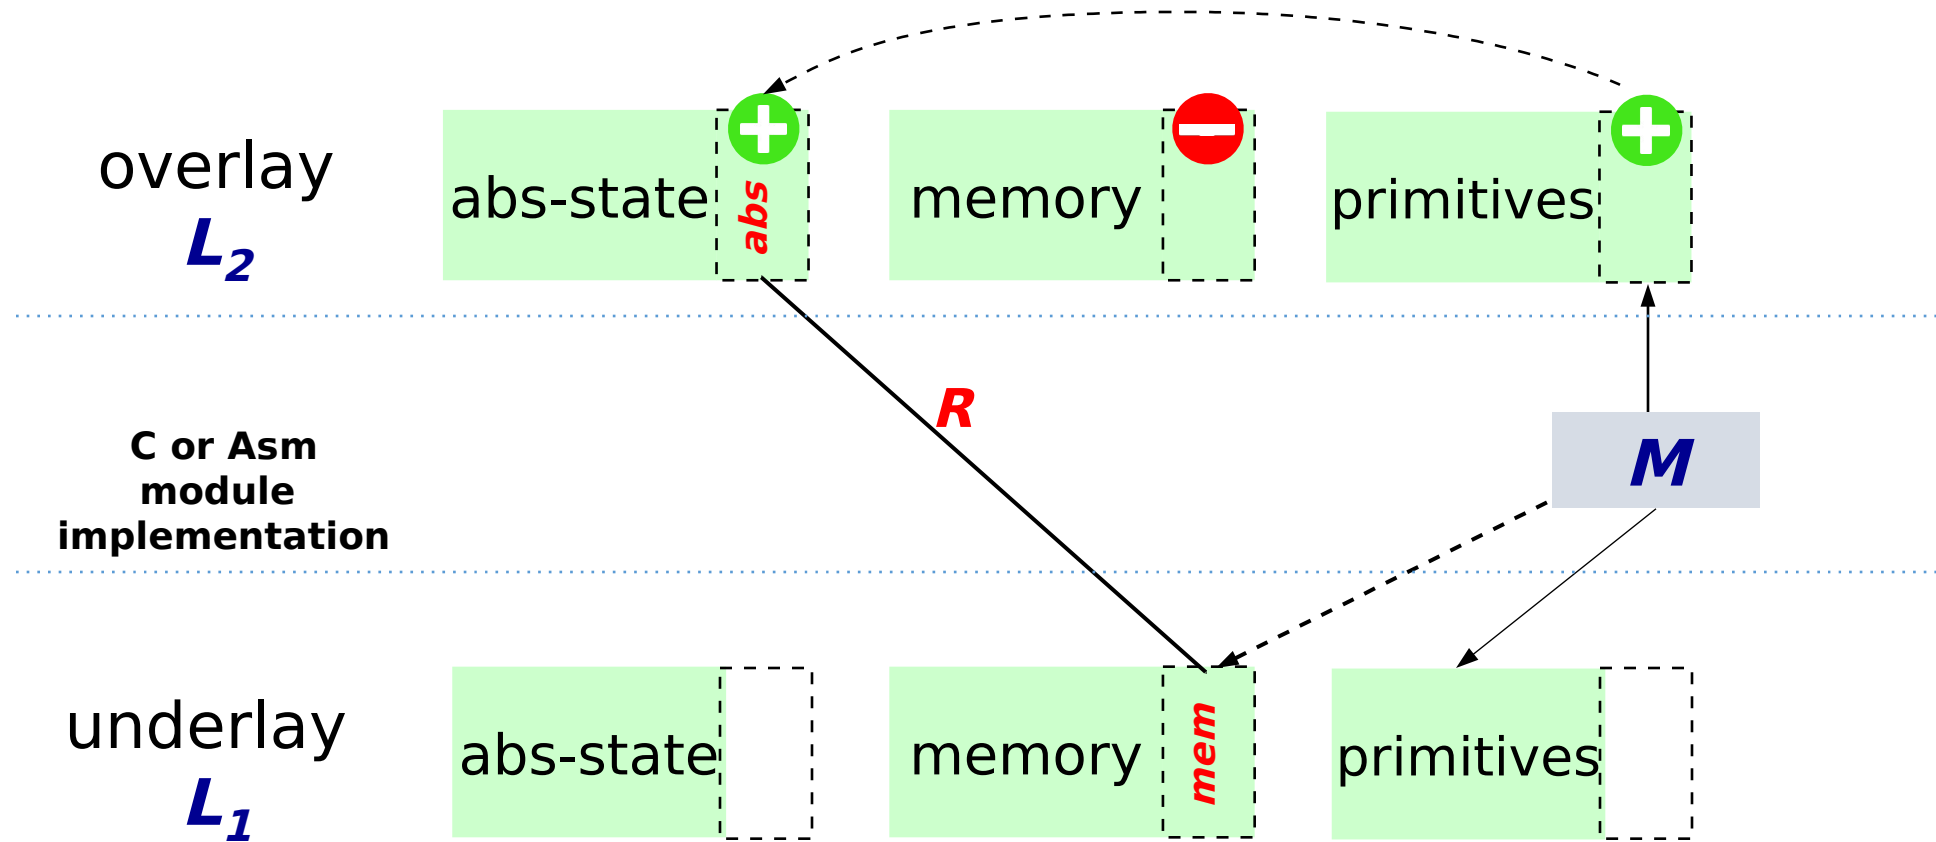 overlay
L2
abs-state
abs
memory
primitives
C or Asm
module
implementation
R
M
underlay
L1
abs-state
memory
mem
primitives